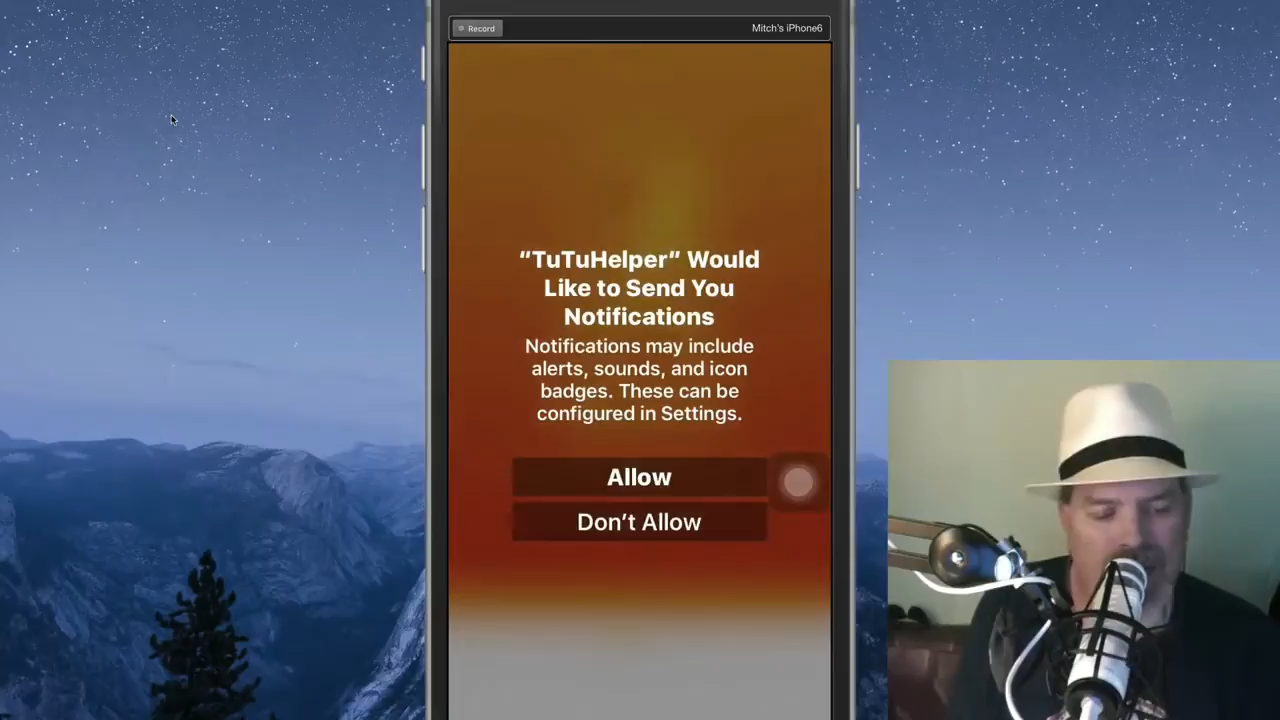 Record
Mitch's iPhone6
“TuTuHelper” Would
Like to Send You
Notifications
Notifications may include
alerts, sounds, and icon
badges. These can be
configured in Settings.
Allow
Don’t Allow